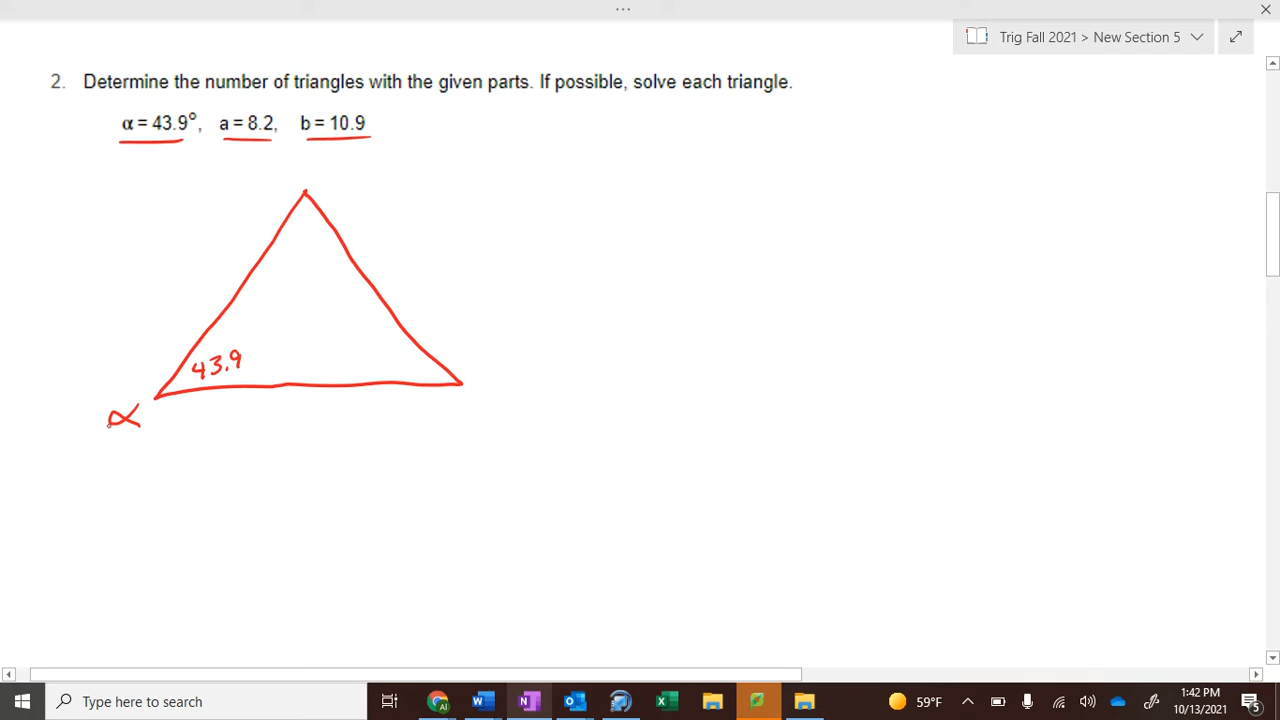 Trig Fall 2021 > New Section 5
2. Determine the number of triangles with the given parts. If possible, solve each triangle.
α = 43.9°, a = 8.2, b = 10.9
43.9
α
Type here to search
59°F
1:42 PM
10/13/2021
5